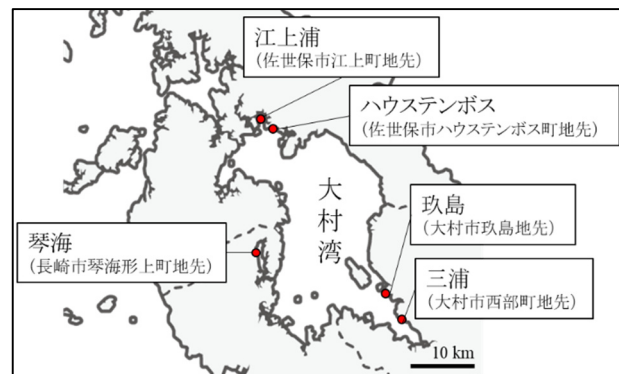 江上浦
(佐世保市江上町地先)
ハウステンボス
(佐世保市ハウステンボス町地先)
大村湾
玖島
(大村市玖島地先)
琴海
(長崎市琴海形上町地先)
三浦
(大村市西部町地先)
10 km